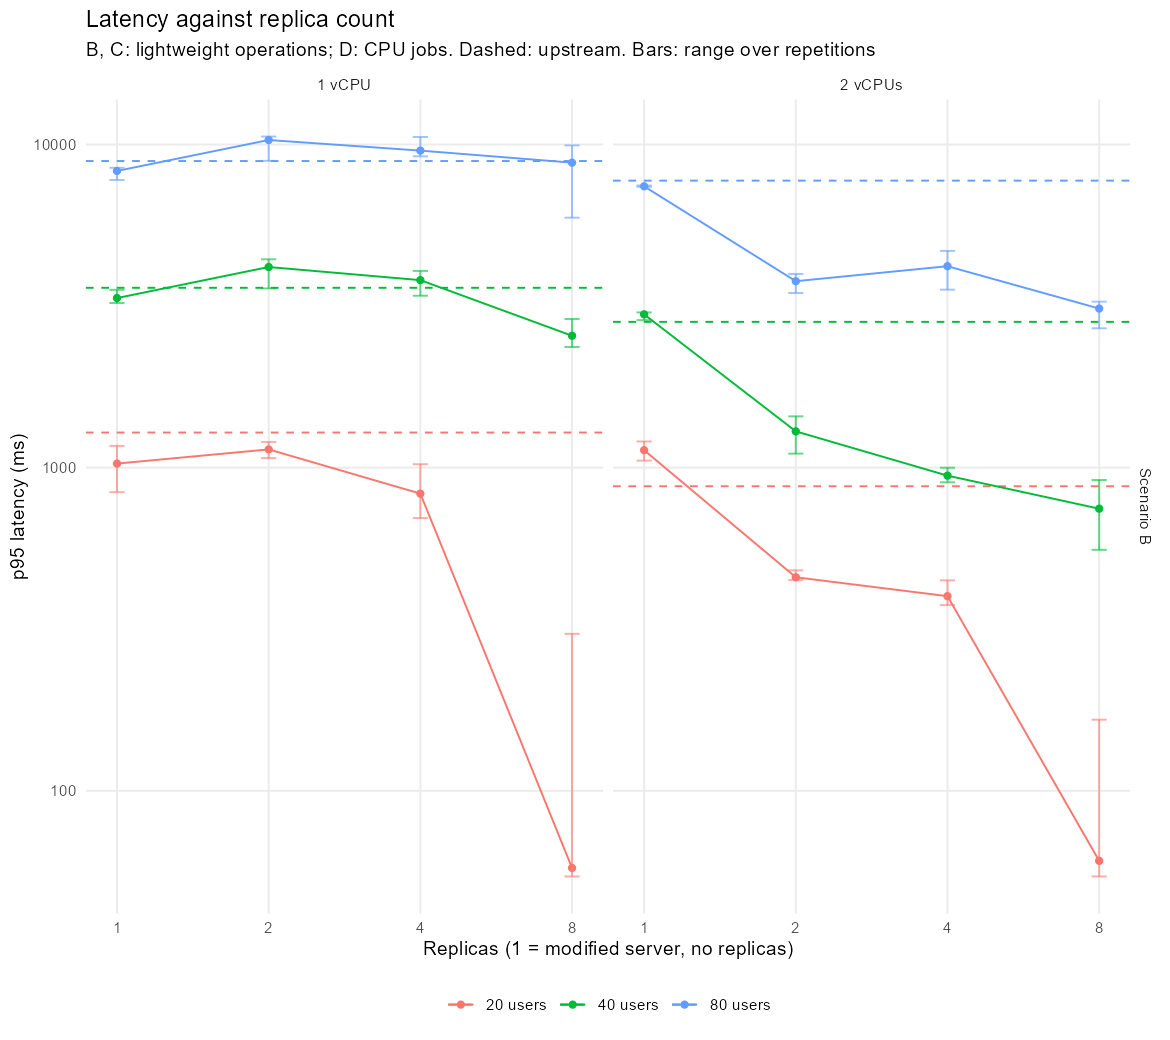 Latency against replica count
B, C: lightweight operations; D: CPU jobs. Dashed: upstream. Bars: range over repetitions
1 vCPU
2 vCPUs
10000
1000
100
p95 latency (ms)
Scenario B
1 2 4 8
1 2 4 8
Replicas (1 = modified server, no replicas)
20 users 40 users 80 users